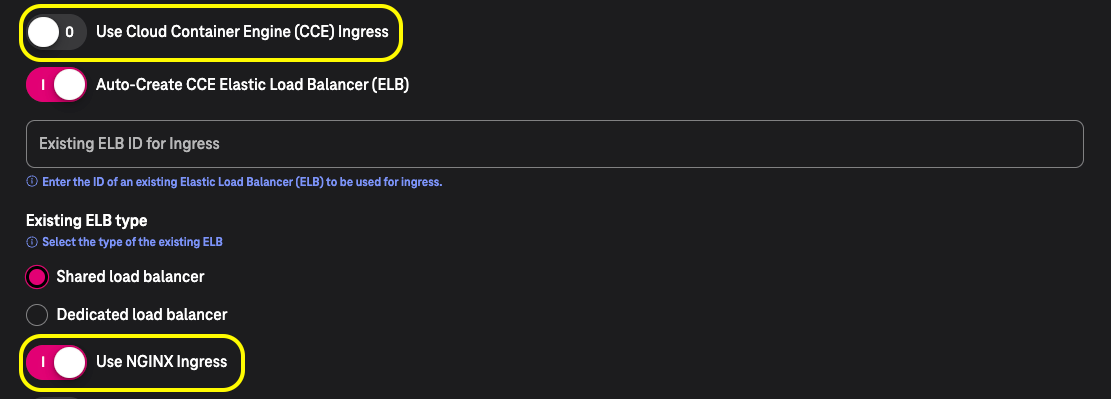 0 Use Cloud Container Engine (CCE) Ingress
I Auto-Create CCE Elastic Load Balancer (ELB)
Existing ELB ID for Ingress
Enter the ID of an existing Elastic Load Balancer (ELB) to be used for ingress.
Existing ELB type
Select the type of the existing ELB
Shared load balancer
Dedicated load balancer
I Use NGINX Ingress